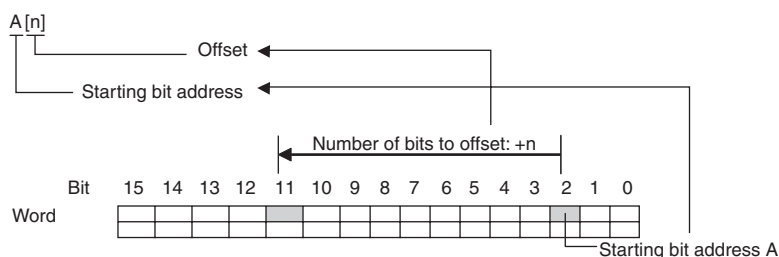 A[n]
Offset
Starting bit address
Number of bits to offset: +n
Bit 15 14 13 12 11 10 9 8 7 6 5 4 3 2 1 0
Word
Starting bit address A